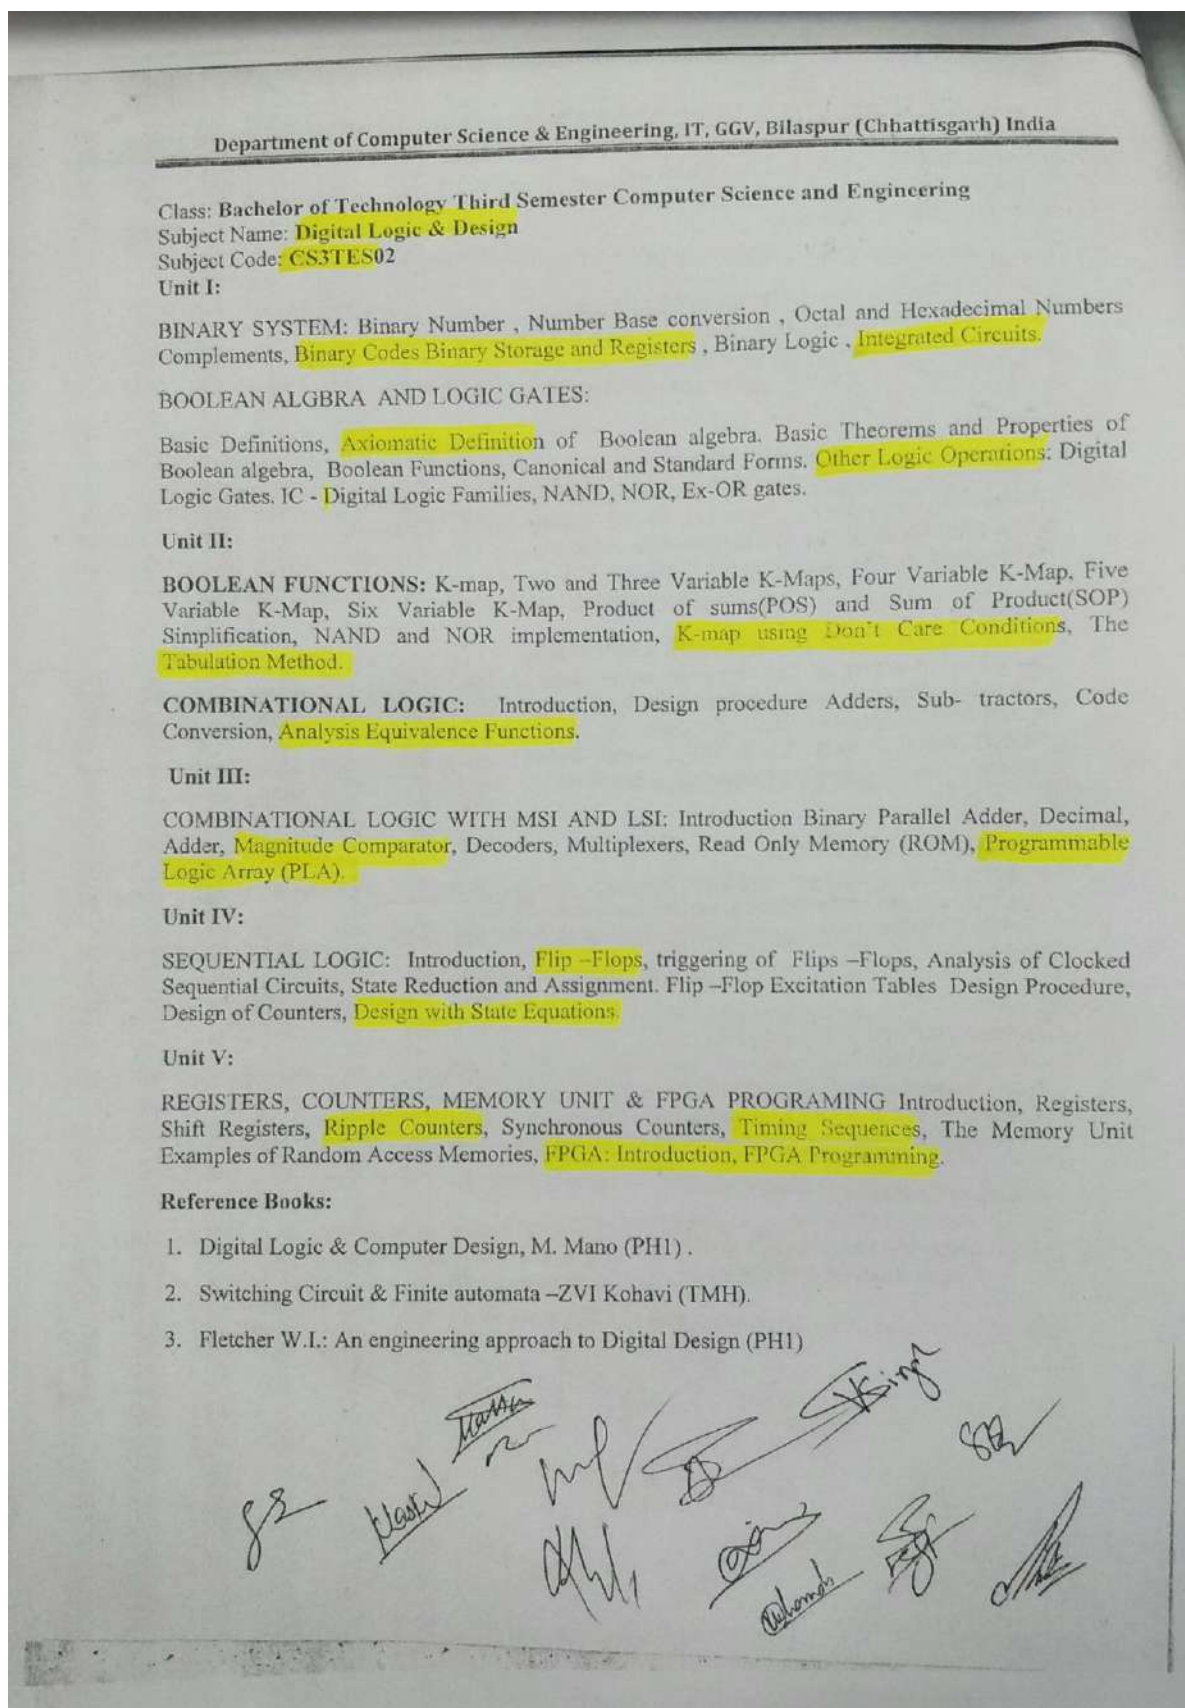 Department of Computer Science & Engineering, IT, GGV, Bilaspur (Chhattisgarh) India
Class: Bachelor of Technology Third Semester Computer Science and Engineering
Subject Name: Digital Logic & Design
Subject Code: CS3TES02
Unit I:
BINARY SYSTEM: Binary Number , Number Base conversion , Octal and Hexadecimal Numbers
Complements, Binary Codes Binary Storage and Registers , Binary Logic , Integrated Circuits.
BOOLEAN ALGBRA AND LOGIC GATES:
Basic Definitions, Axiomatic Definition of Boolean algebra. Basic Theorems and Properties of
Boolean algebra, Boolean Functions, Canonical and Standard Forms. Other Logic Operations: Digital
Logic Gates. IC - Digital Logic Families, NAND, NOR, Ex-OR gates.
Unit II:
BOOLEAN FUNCTIONS: K-map, Two and Three Variable K-Maps, Four Variable K-Map. Five
Variable K-Map, Six Variable K-Map, Product of sums(POS) and Sum of Product(SOP)
Simplification, NAND and NOR implementation, K-map using Don't Care Conditions, The
Tabulation Method.
COMBINATIONAL LOGIC: Introduction, Design procedure Adders, Sub- tractors, Code
Conversion, Analysis Equivalence Functions.
Unit III:
COMBINATIONAL LOGIC WITH MSI AND LSI: Introduction Binary Parallel Adder, Decimal,
Adder, Magnitude Comparator, Decoders, Multiplexers, Read Only Memory (ROM), Programmable
Logic Array (PLA).
Unit IV:
SEQUENTIAL LOGIC: Introduction, Flip –Flops, triggering of Flips –Flops, Analysis of Clocked
Sequential Circuits, State Reduction and Assignment. Flip –Flop Excitation Tables Design Procedure,
Design of Counters, Design with State Equations.
Unit V:
REGISTERS, COUNTERS, MEMORY UNIT & FPGA PROGRAMING Introduction, Registers,
Shift Registers, Ripple Counters, Synchronous Counters, Timing Sequences, The Memory Unit
Examples of Random Access Memories, FPGA: Introduction, FPGA Programming.
Reference Books:
1. Digital Logic & Computer Design, M. Mano (PH1) .
2. Switching Circuit & Finite automata –ZVI Kohavi (TMH).
3. Fletcher W.I.: An engineering approach to Digital Design (PH1)